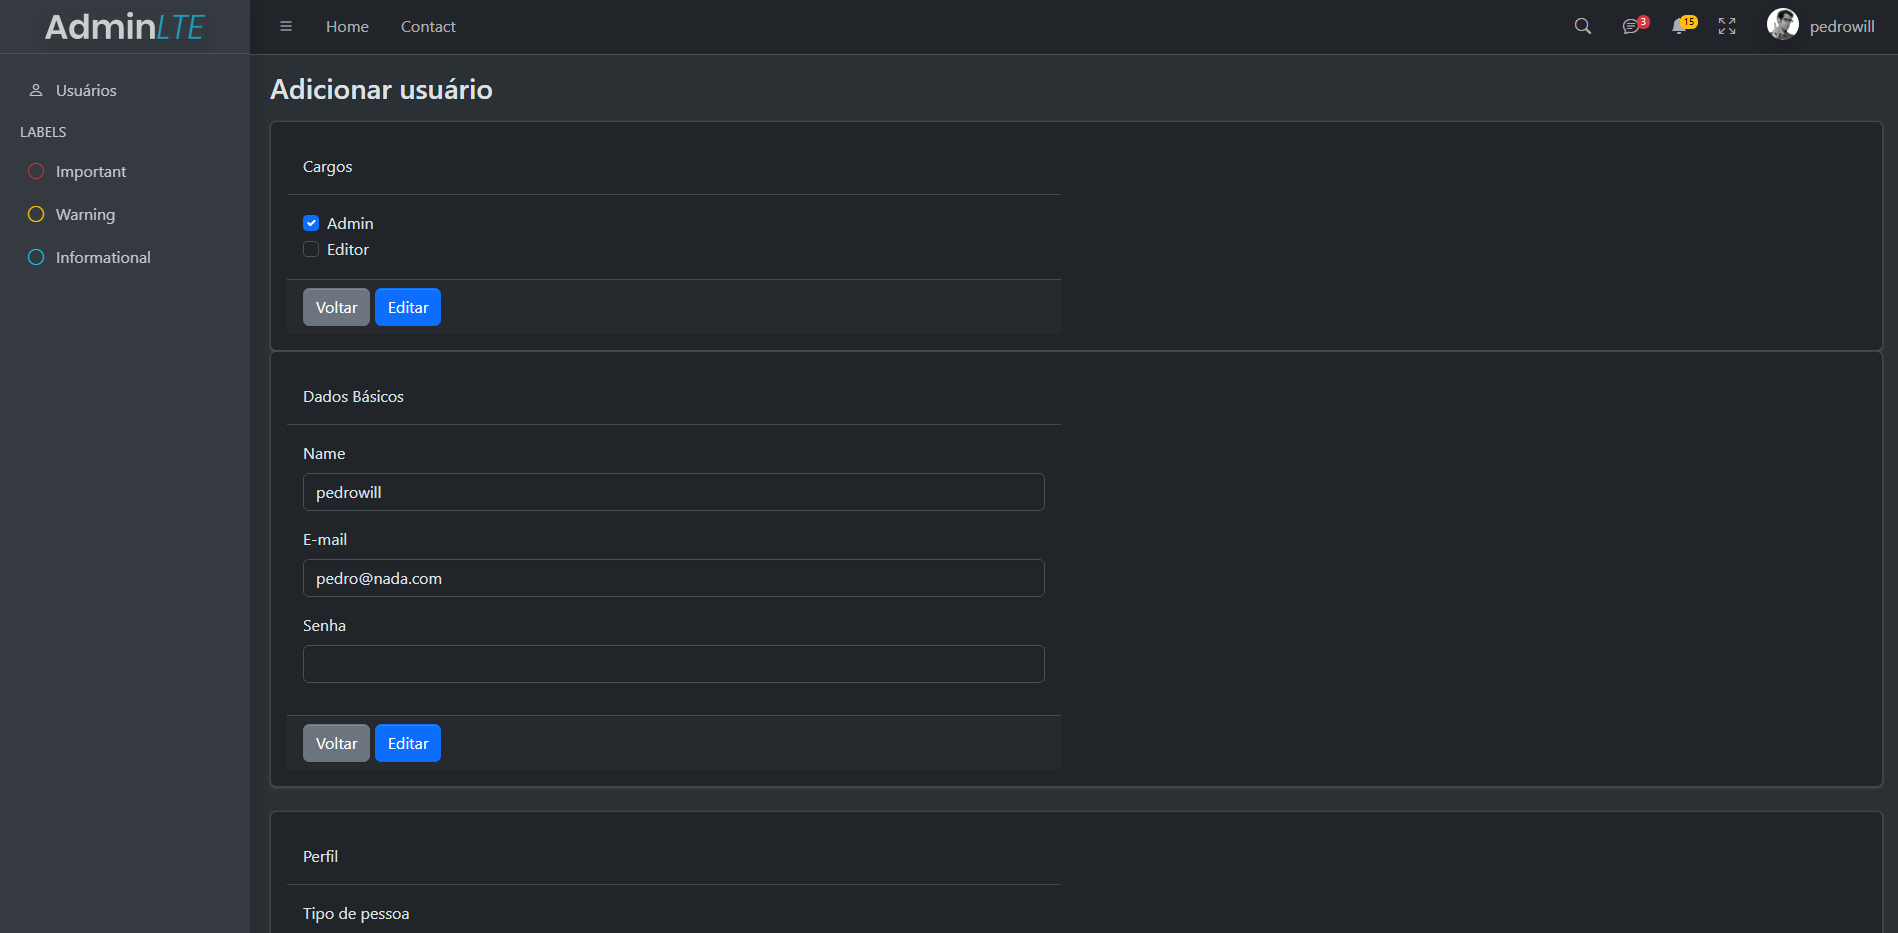 AdminLTE
Home
Contact
3
15
pedrowill
Usuários
LABELS
Important
Warning
Informational
Adicionar usuário
Cargos
Admin
Editor
Voltar
Editar
Dados Básicos
Name
pedrowill
E-mail
pedro@nada.com
Senha
Voltar
Editar
Perfil
Tipo de pessoa